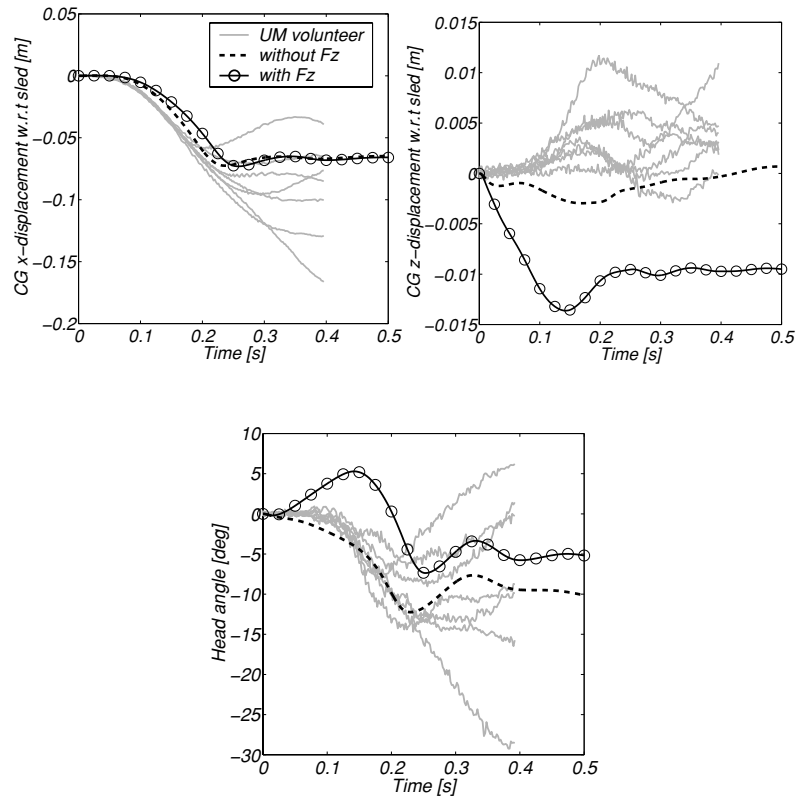 0.05
0
−0.05
−0.1
−0.15
−0.2
0 0.1 0.2 0.3 0.4 0.5
Time [s]
CG x−displacement w.r.t sled [m]
UM volunteer
without Fz
with Fz
0.015
0.01
0.005
0
−0.005
−0.01
−0.015
0 0.1 0.2 0.3 0.4 0.5
Time [s]
CG z−displacement w.r.t sled [m]
10
5
0
−5
−10
−15
−20
−25
−30
0 0.1 0.2 0.3 0.4 0.5
Time [s]
Head angle [deg]